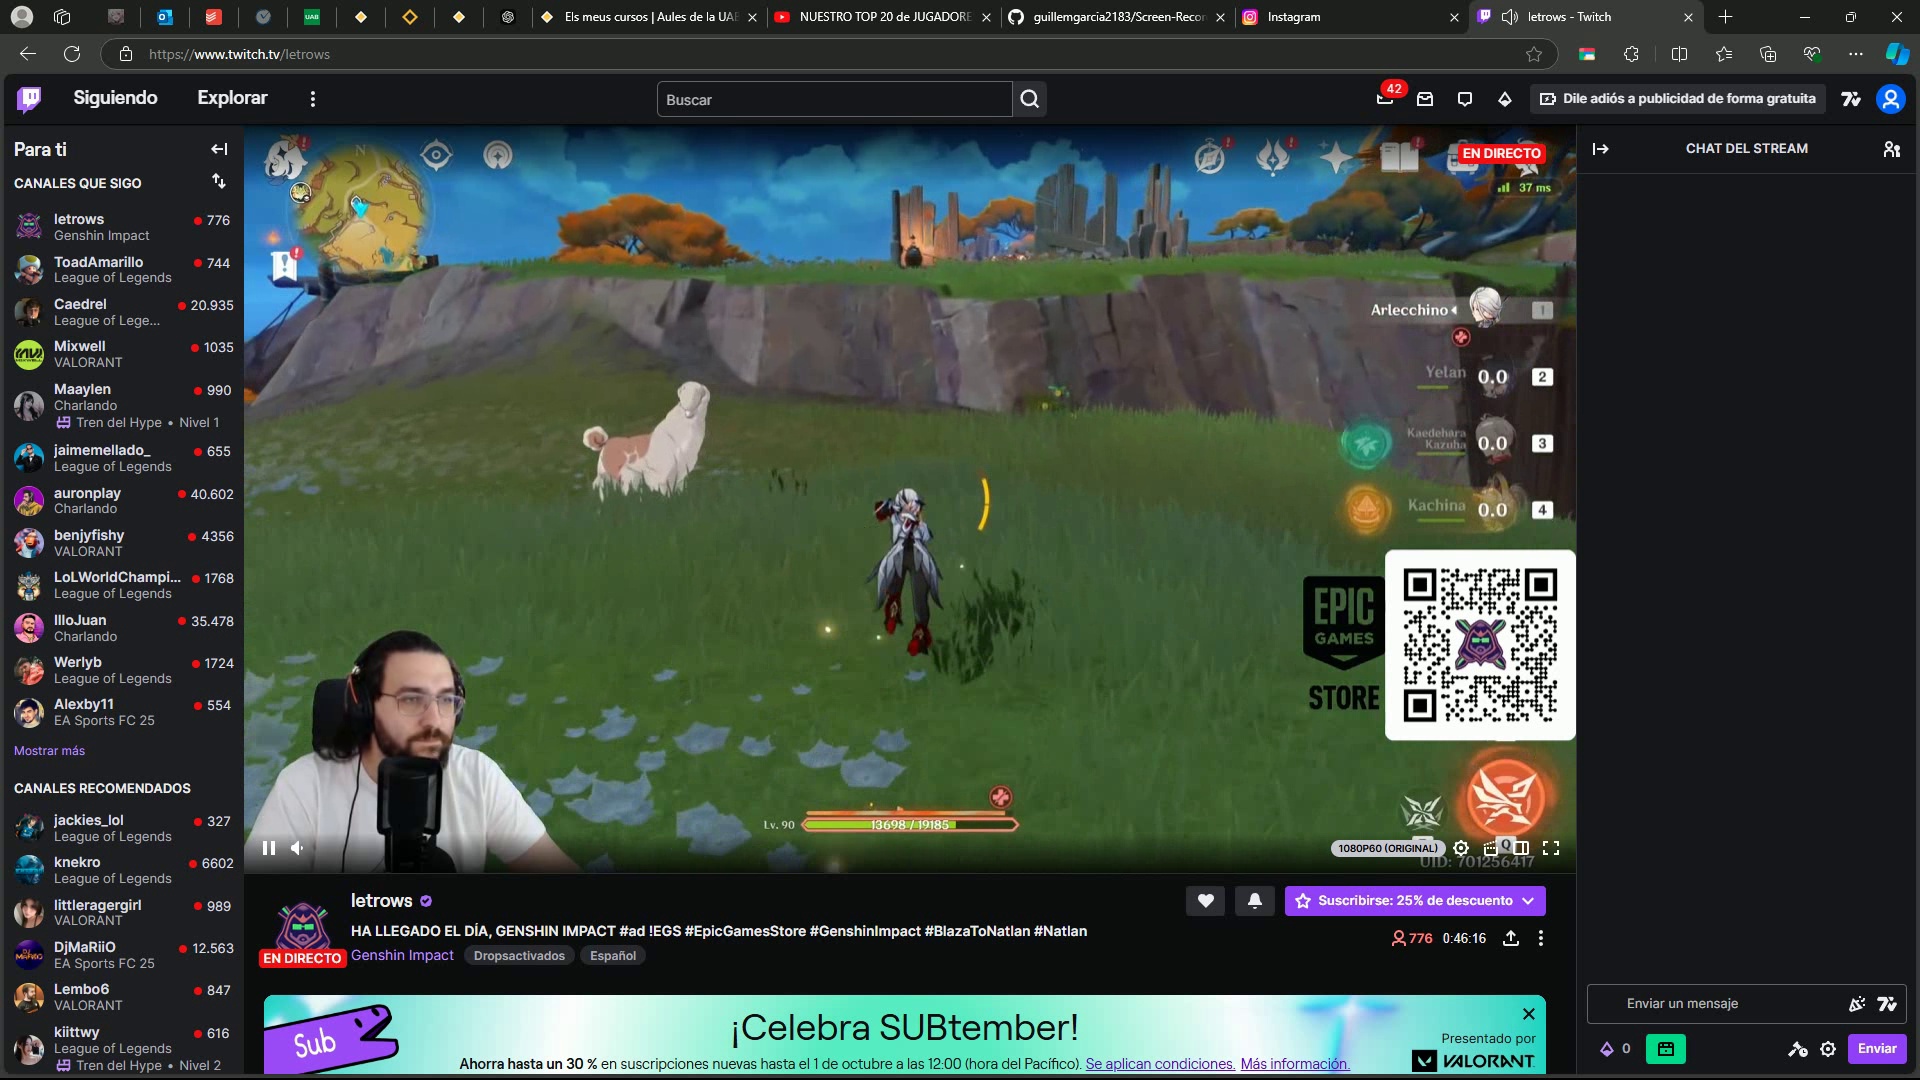 Els meus cursos | Aules de la UAB
NUESTRO TOP 20 de JUGADORE
guillemgarcia2183/Screen-Recor
Instagram
letrows - Twitch
https://www.twitch.tv/letrows
Siguiendo
Explorar
Buscar
42
Dile adiós a publicidad de forma gratuita
Para ti
CANALES QUE SIGO
letrows
776
Genshin Impact
ToadAmarillo
744
League of Legends
Caedrel
20.935
League of Lege...
Mixwell
1035
VALORANT
Maaylen
990
Charlando
Tren del Hype • Nivel 1
jaimemellado_
655
League of Legends
auronplay
40.602
Charlando
benjyfishy
4356
VALORANT
LoLWorldChampi...
1768
League of Legends
IlloJuan
35.478
Charlando
Werlyb
1724
League of Legends
Alexby11
554
EA Sports FC 25
Mostrar más
CANALES RECOMENDADOS
jackies_lol
327
League of Legends
knekro
6602
League of Legends
littleragergirl
989
VALORANT
DjMaRiiO
12.563
EA Sports FC 25
Lembo6
847
VALORANT
kiittwy
616
League of Legends
Tren del Hype • Nivel 2
N
EN DIRECTO
37 ms
Arlecchino
1
Yelan
0.0
2
Kaedehara
Kazuha
0.0
3
Kachina
0.0
4
EPIC
GAMES
STORE
Lv. 90
13698 / 19185
1080P60 (ORIGINAL)
Q
UID: 701256417
letrows
HA LLEGADO EL DÍA, GENSHIN IMPACT #ad !EGS #EpicGamesStore #GenshinImpact #BlazaToNatlan #Natlan
EN DIRECTO
Genshin Impact
Dropsactivados
Español
Suscribirse: 25% de descuento
776
0:46:16
Sub
¡Celebra SUBtember!
Ahorra hasta un 30 % en suscripciones nuevas hasta el 1 de octubre a las 12:00 (hora del Pacífico). Se aplican condiciones. Más información.
Presentado por
VALORANT
CHAT DEL STREAM
Enviar un mensaje
0
Enviar